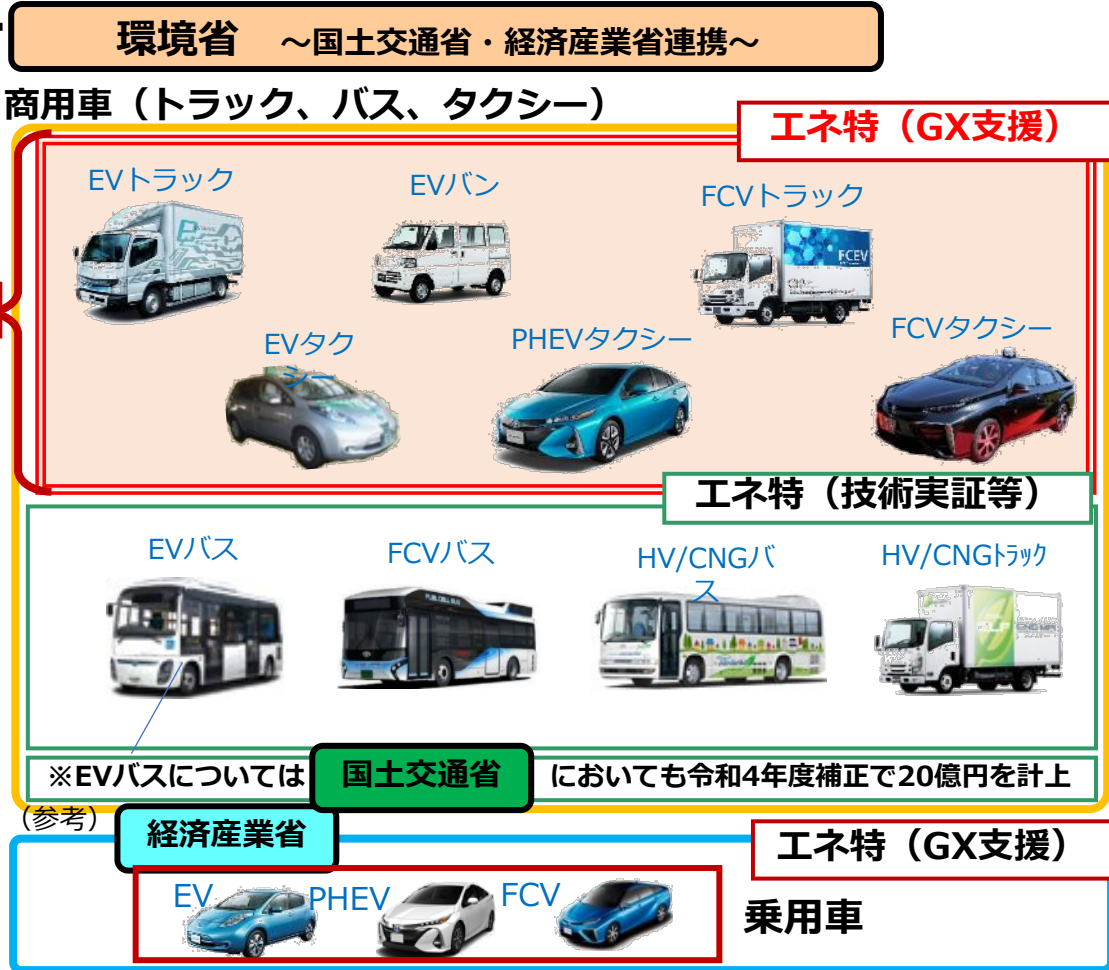 環境省 ～国土交通省・経済産業省連携～
商用車（トラック、バス、タクシー）
エネ特（GX支援）
EVトラック
EVバン
FCVトラック
FCEV
EVタク
シー
PHEVタクシー
FCVタクシー
エネ特（技術実証等）
EVバス
FCVバス
HV/CNGバ
ス
HV/CNGﾄﾗｯｸ
FUEL CELL BUS
※EVバスについては 国土交通省 においても令和4年度補正で20億円を計上
（参考）
経済産業省
エネ特（GX支援）
EV PHEV FCV
乗用車